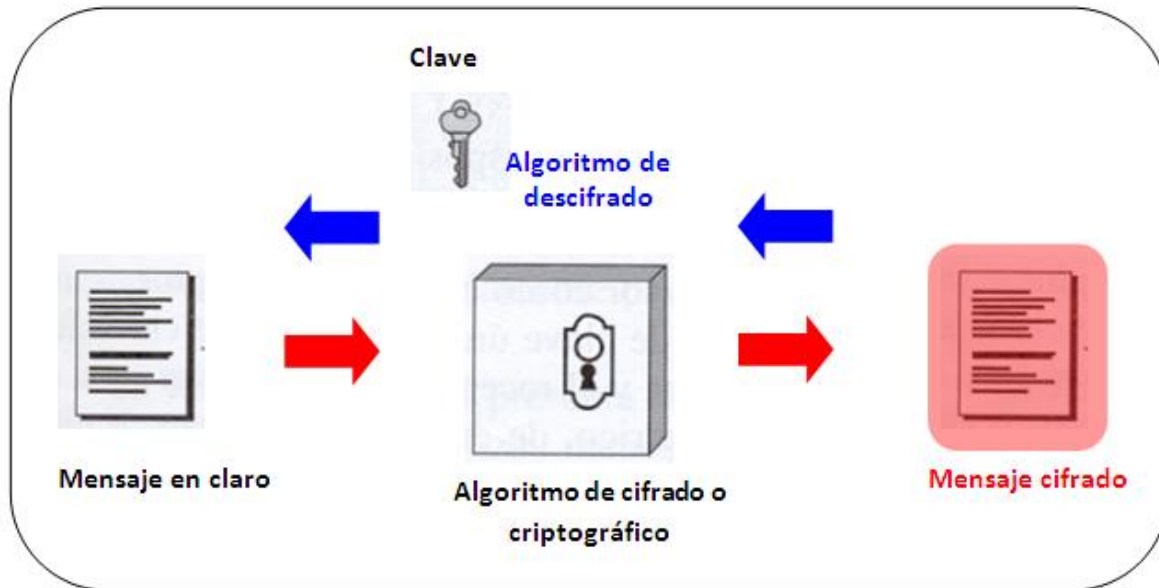 Clave
Algoritmo de
descifrado
Mensaje en claro
Algoritmo de cifrado o
criptográfico
Mensaje cifrado